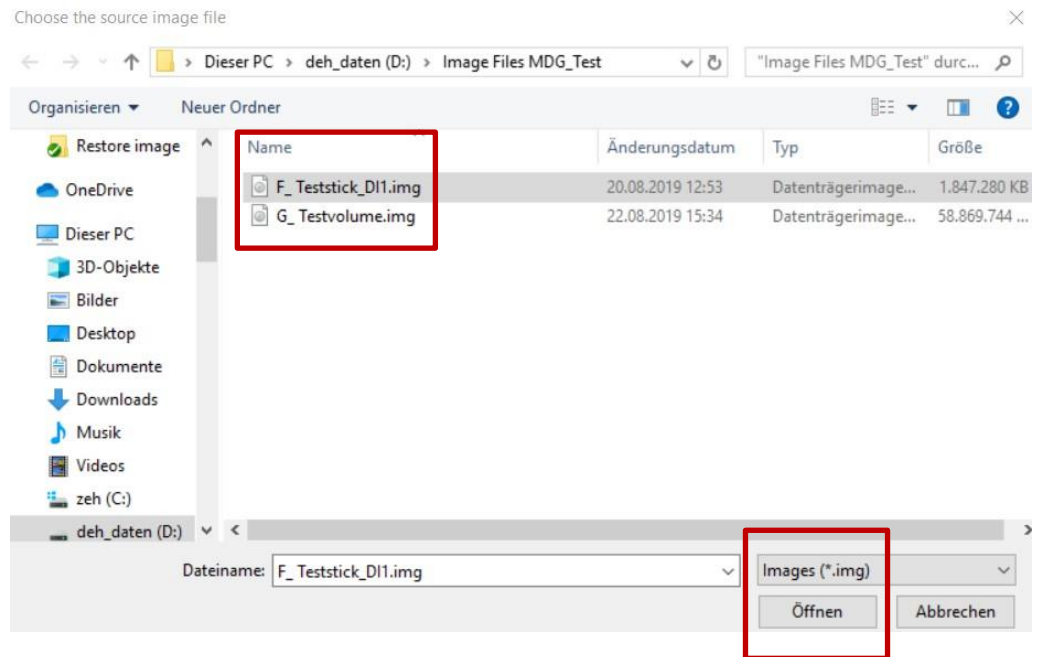 Choose the source image file
Dieser PC > deh_daten (D:) > Image Files MDG_Test
"Image Files MDG_Test" durc...
Organisieren
Neuer Ordner
Restore image
OneDrive
Dieser PC
3D-Objekte
Bilder
Desktop
Dokumente
Downloads
Musik
Videos
zeh (C:)
deh_daten (D:)
Name Änderungsdatum Typ Größe
F_ Teststick_DI1.img 20.08.2019 12:53 Datenträgerimage... 1.847.280 KB
G_ Testvolume.img 22.08.2019 15:34 Datenträgerimage... 58.869.744 ...
Dateiname: F_ Teststick_DI1.img
Images (*.img)
Öffnen
Abbrechen